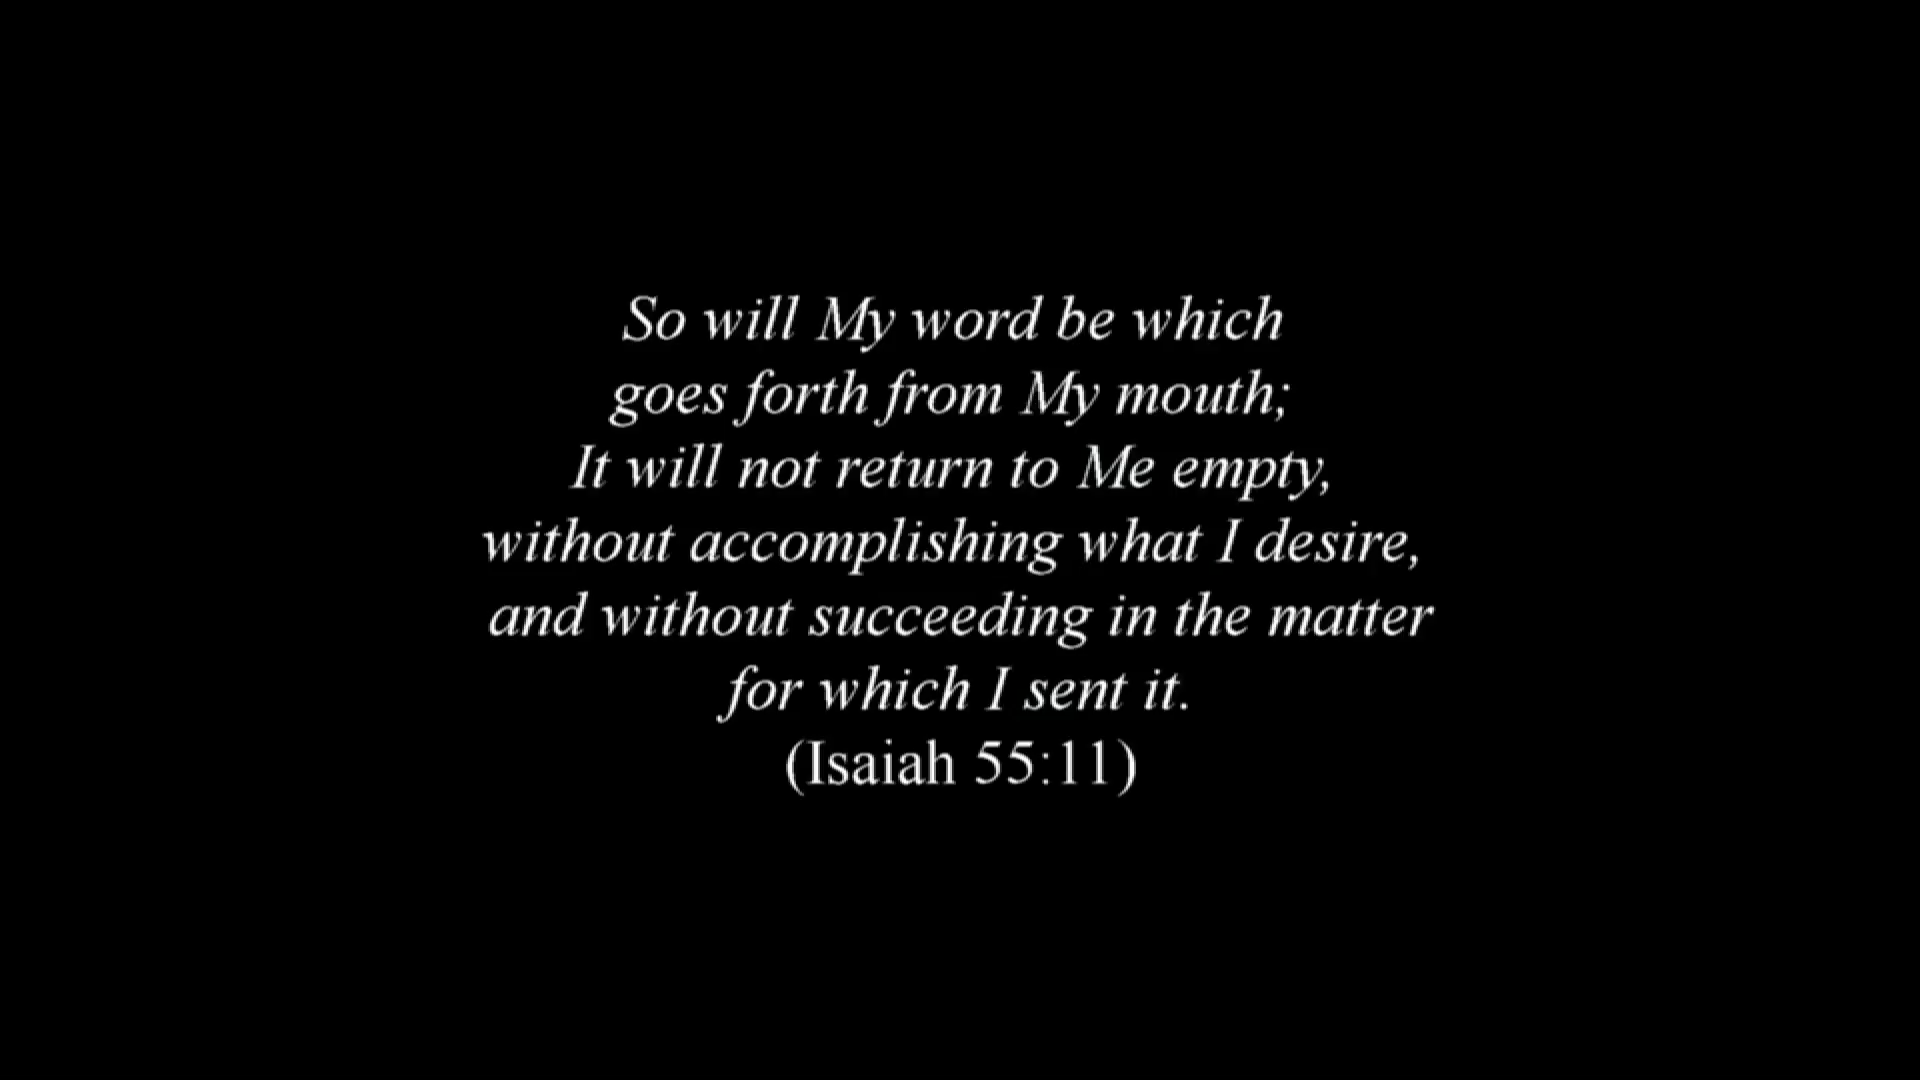 So will My word be which
goes forth from My mouth;
It will not return to Me empty,
without accomplishing what I desire,
and without succeeding in the matter
for which I sent it.
(Isaiah 55:11)